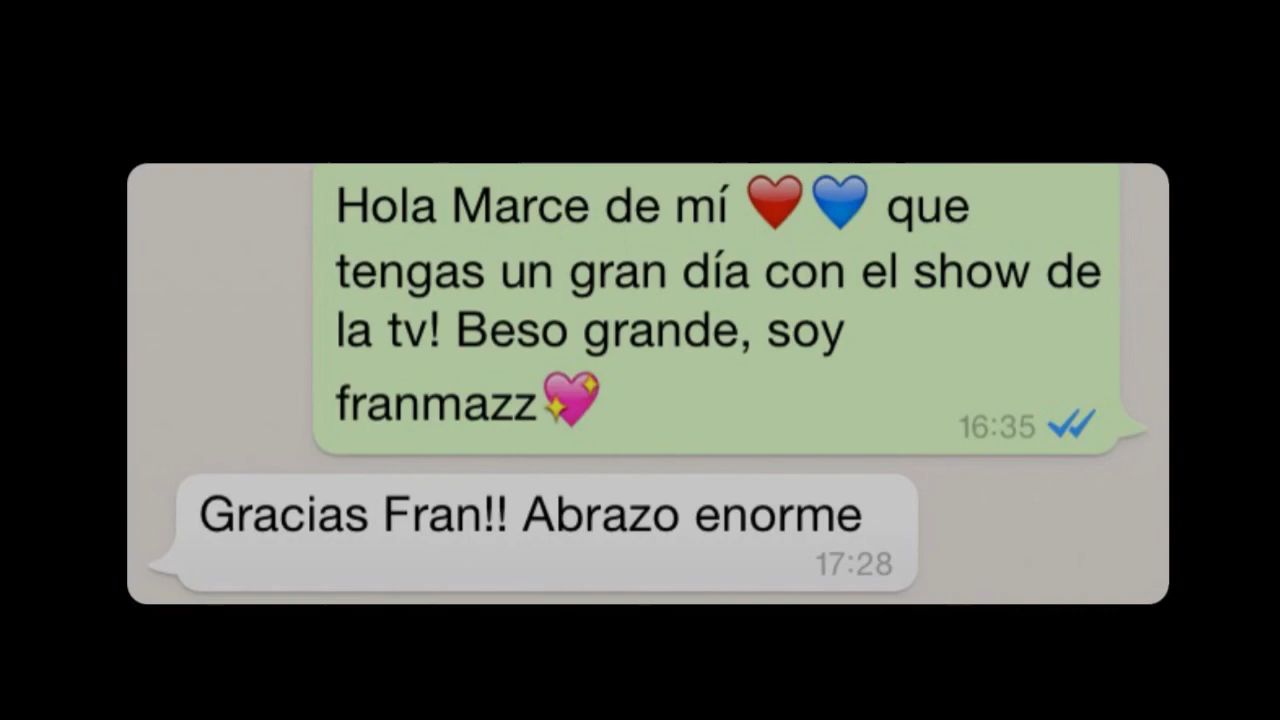 Hola Marce de mí ❤️💙 que
tengas un gran día con el show de
la tv! Beso grande, soy
franmazz💖
16:35
Gracias Fran!! Abrazo enorme
17:28